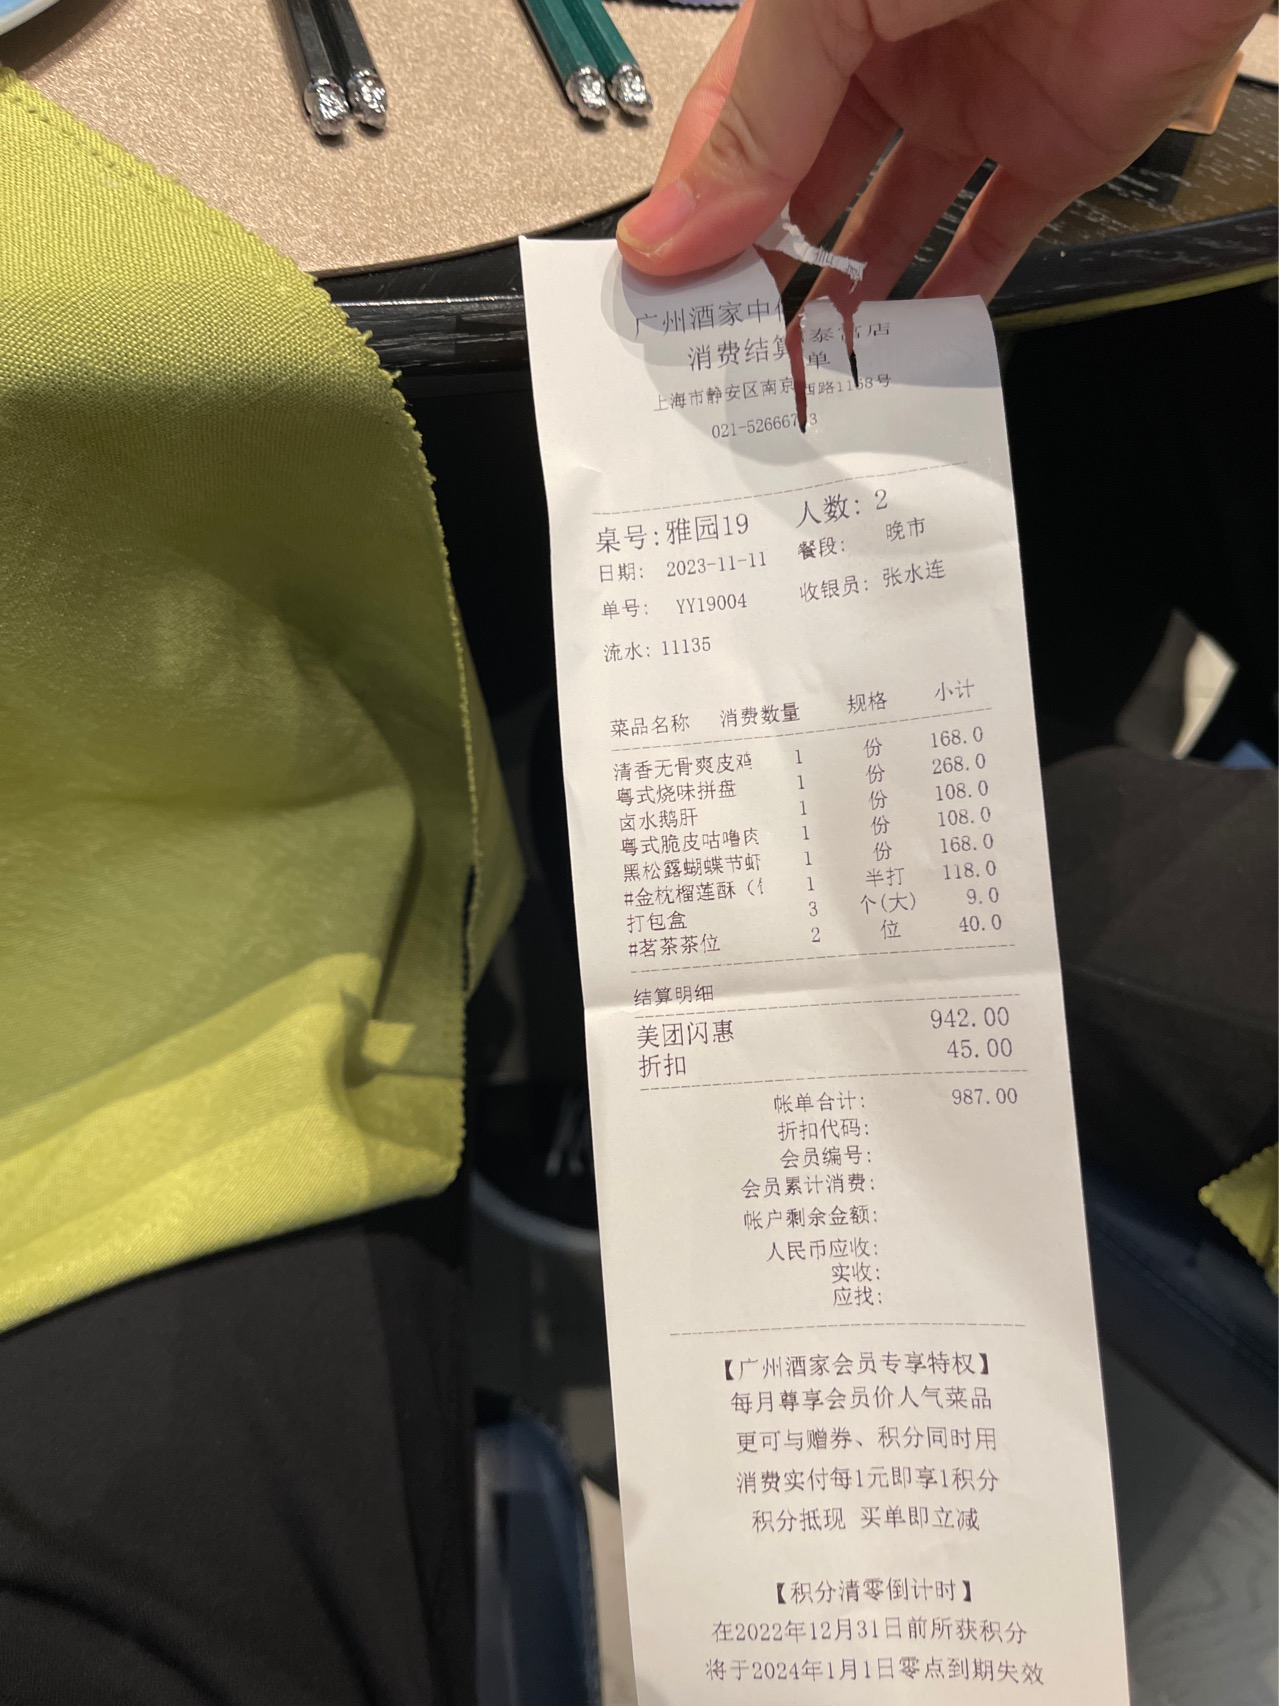 广州酒家中信泰富店
消费结算单
上海市静安区南京西路1168号
021-52666
桌号：雅园19 人数：2
日期： 2023-11-11 餐段： 晚市
单号： YY19004 收银员：张水连
流水：11135
菜品名称 消费数量 规格 小计
清香无骨爽皮鸡 1 份 168.0
粤式烧味拼盘 1 份 268.0
卤水鹅肝 1 份 108.0
粤式脆皮咕噜肉 1 份 108.0
黑松露蝴蝶节虾 1 份 168.0
#金枕榴莲酥（ 1 半打 118.0
打包盒 3 个(大) 9.0
#茗茶茶位 2 位 40.0
结算明细
美团闪惠 942.00
折扣 45.00
帐单合计： 987.00
折扣代码：
会员编号：
会员累计消费：
帐户剩余金额：
人民币应收：
实收：
应找：
【广州酒家会员专享特权】
每月尊享会员价人气菜品
更可与赠券、积分同时用
消费实付每1元即享1积分
积分抵现 买单即立减
【积分清零倒计时】
在2022年12月31日前所获积分
将于2024年1月1日零点到期失效